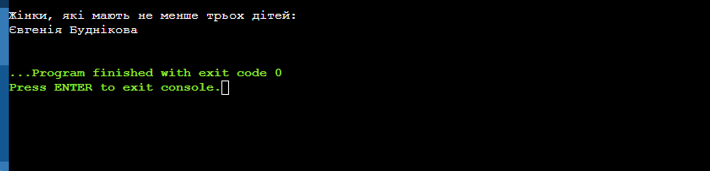 Жінки, які мають не менше трьох дітей:
Євгенія Буднікова
...Program finished with exit code 0
Press ENTER to exit console.